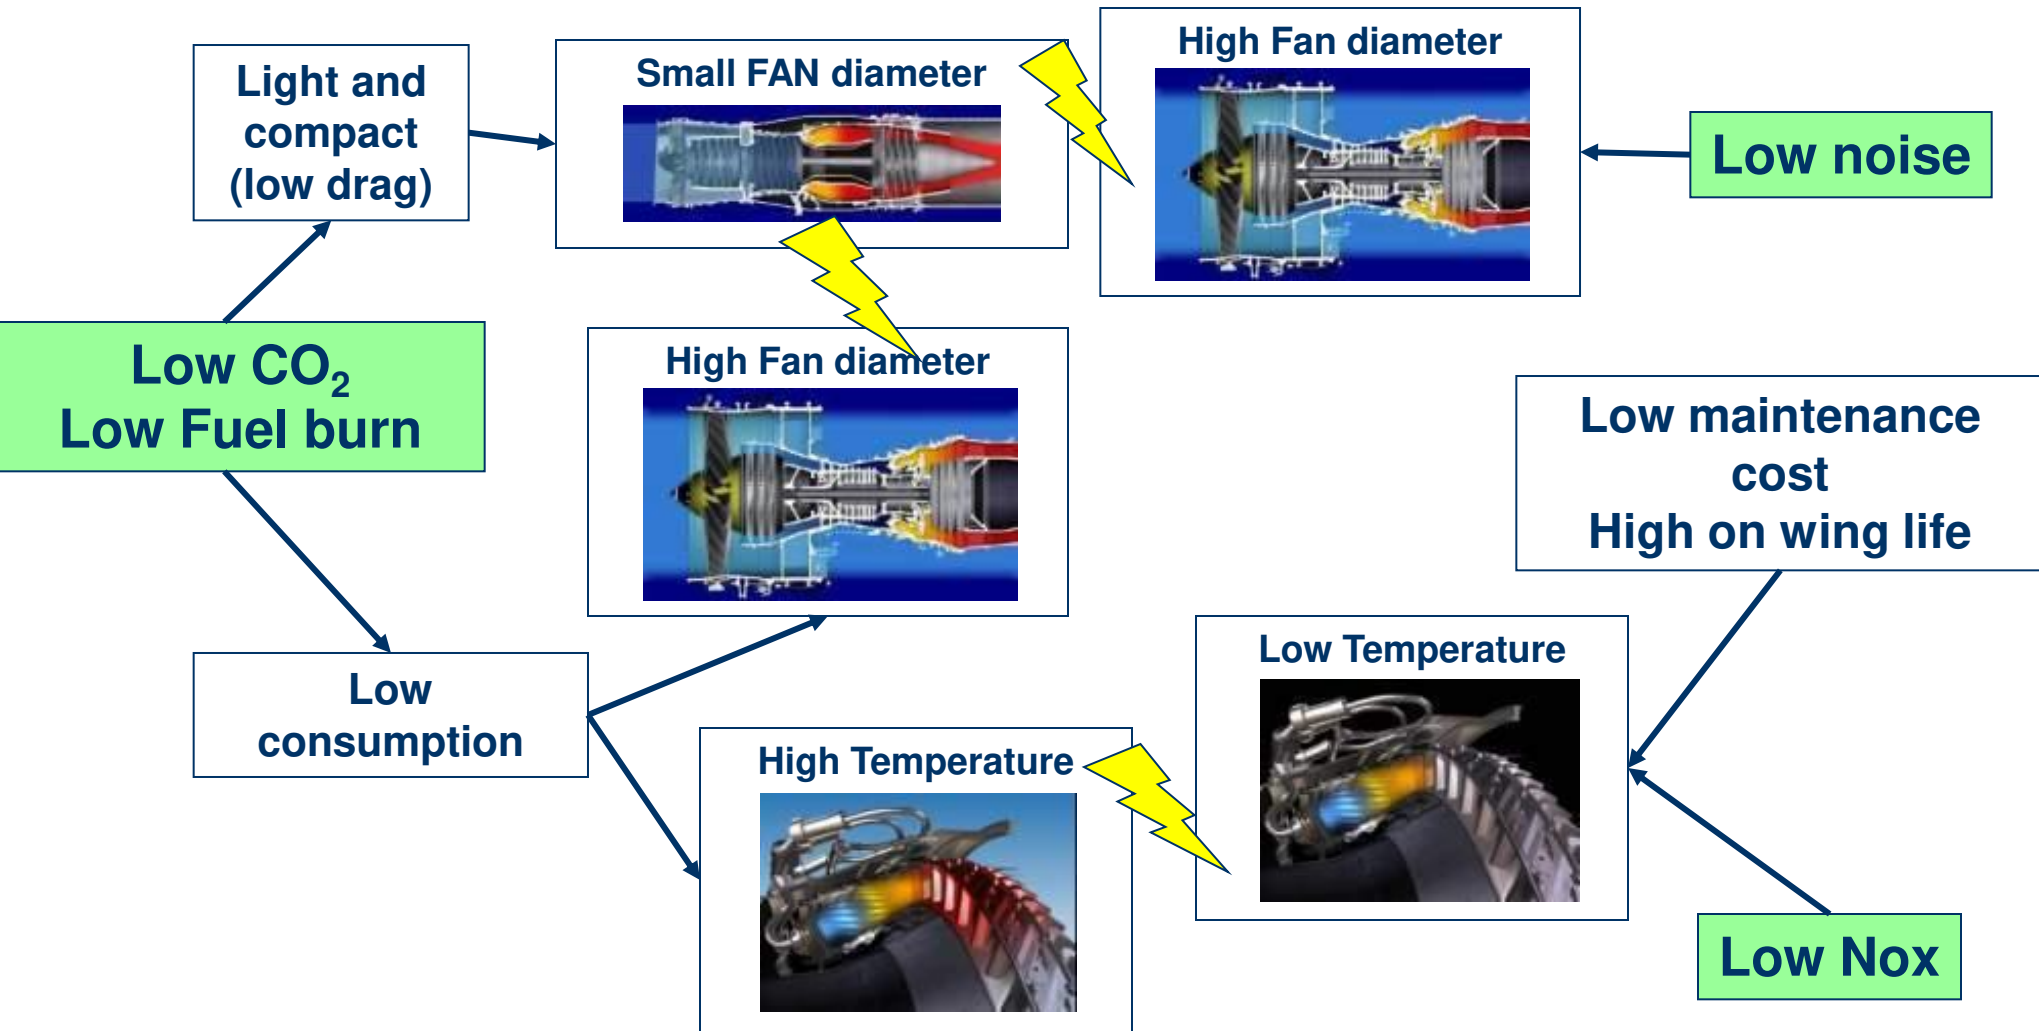 Light and
compact
(low drag)
Small FAN diameter
High Fan diameter
Low noise
Low CO₂
Low Fuel burn
High Fan diameter
Low maintenance
cost
High on wing life
Low
consumption
High Temperature
Low Temperature
Low Nox